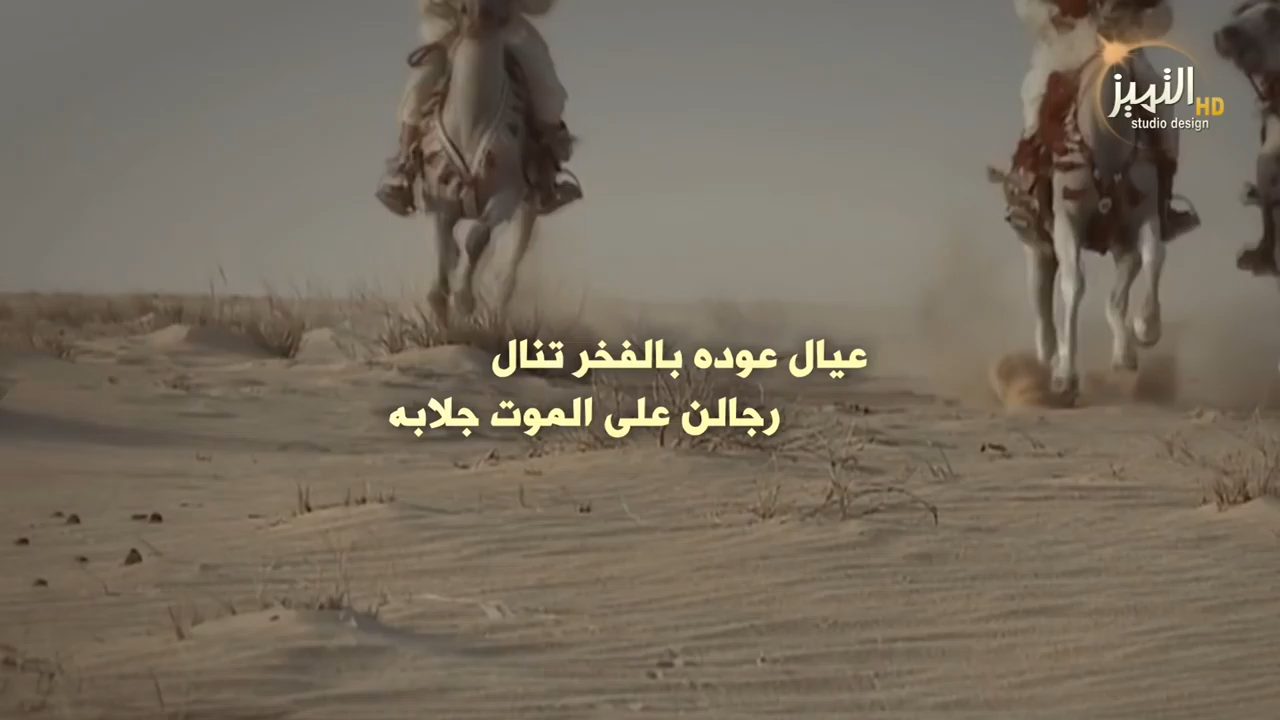 التميز HD
studio design
عيال عوده بالفخر تنال
رجالن على الموت جلابه